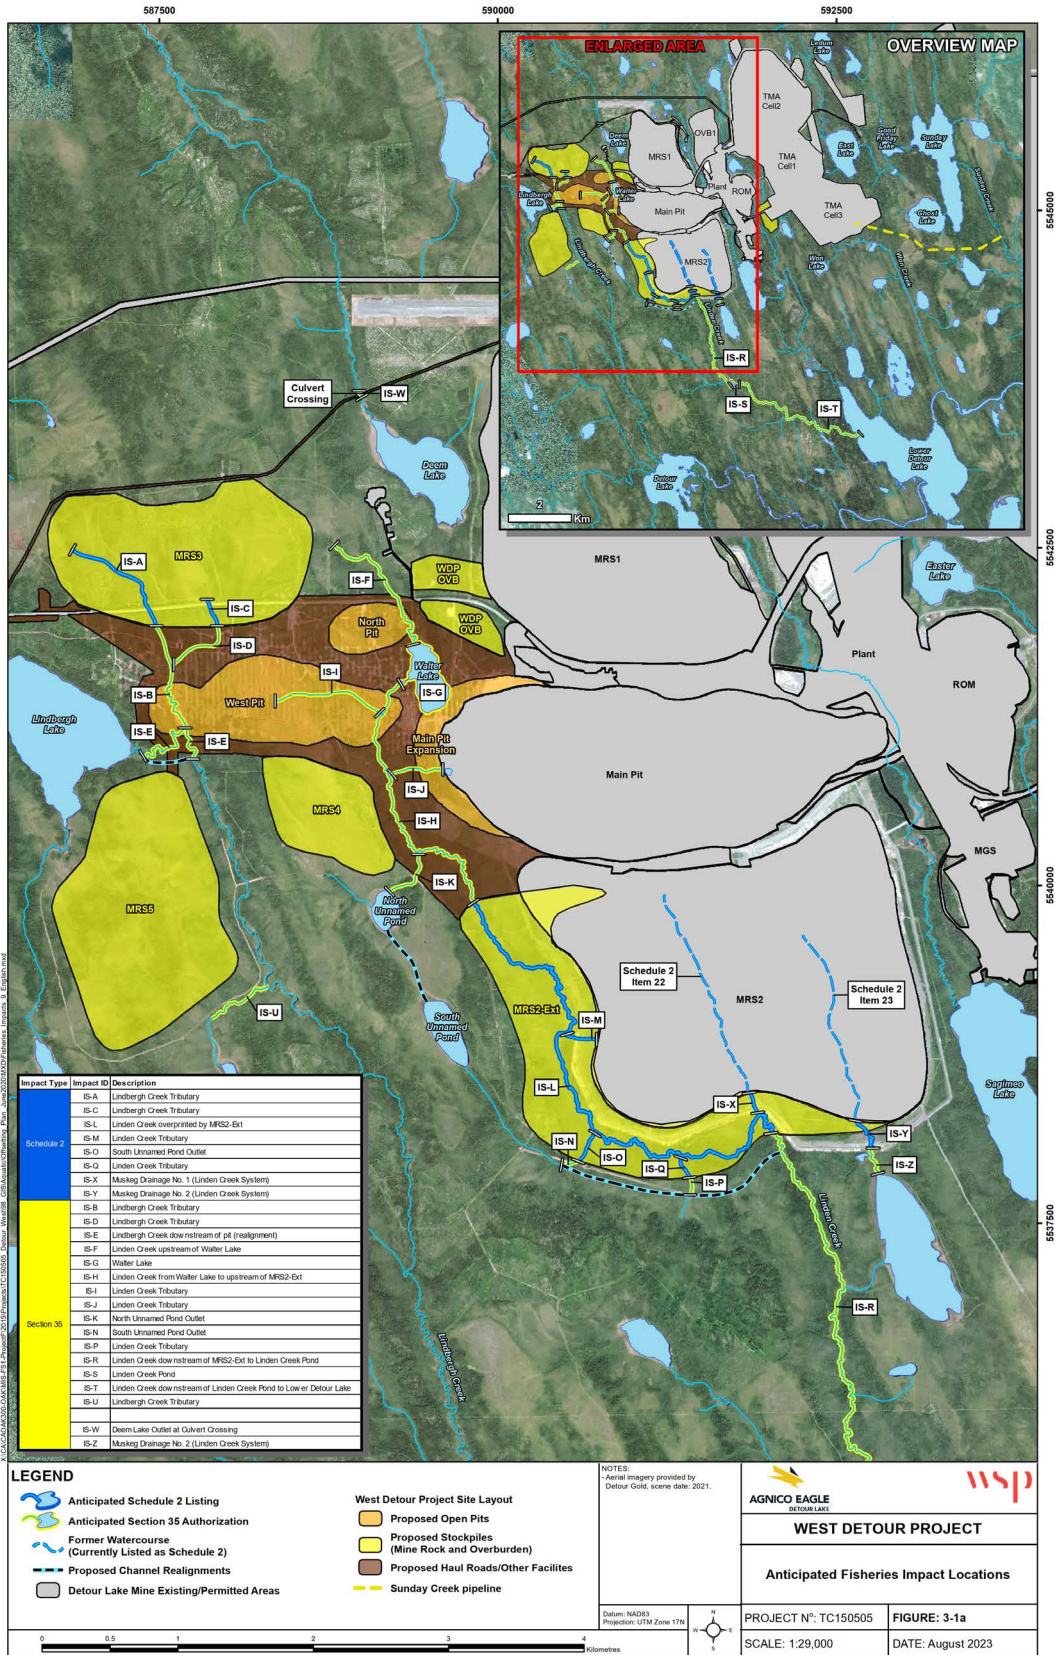 587500
590000
592500
ENLARGED AREA
OVERVIEW MAP
Ledum
Lake
TMA
Cell2
Good
Friday
Lake
Sunday
Lake
East
Lake
Deem
Lake
OVB1
MRS1
TMA
Cell1
Sunday Creek
Plant
ROM
Lindbergh
Lake
Walter
Lake
Main Pit
TMA
Cell3
Ghost
Lake
Lindbergh Creek
MRS2
Won
Lake
Won Creek
Linden Creek
IS-R
IS-S
IS-T
Lower
Detour
Lake
Detour
Lake
2
Km
5545000
5542500
5540000
5537500
Culvert
Crossing
IS-W
Deem
Lake
MRS3
IS-A
IS-C
IS-F
WDP
OVB
WDP
OVB
MRS1
Easter
Lake
North
Pit
IS-D
Plant
Walter
Lake
IS-I
IS-G
ROM
IS-B
West Pit
Lindbergh
Lake
IS-E
IS-E
Main Pit
Expansion
Main Pit
IS-J
MRS4
IS-H
MGS
IS-K
North
Unnamed
Pond
MRS5
Schedule 2
Item 22
Schedule 2
Item 23
MRS2
MRS2-Ext
IS-U
South
Unnamed
Pond
IS-M
IS-L
Sagimeo
Lake
IS-X
IS-Y
IS-N
IS-O
IS-Q
IS-P
IS-Z
Linden Creek
IS-R
Lindbergh Creek
Impact Type Impact ID Description
Schedule 2
IS-A Lindbergh Creek Tributary
IS-C Lindbergh Creek Tributary
IS-L Linden Creek overprinted by MRS2-Ext
IS-M Linden Creek Tributary
IS-O South Unnamed Pond Outlet
IS-Q Linden Creek Tributary
IS-X Muskeg Drainage No. 1 (Linden Creek System)
IS-Y Muskeg Drainage No. 2 (Linden Creek System)
Section 35
IS-B Lindbergh Creek Tributary
IS-D Lindbergh Creek Tributary
IS-E Lindbergh Creek downstream of pit (realignment)
IS-F Linden Creek upstream of Walter Lake
IS-G Walter Lake
IS-H Linden Creek from Walter Lake to upstream of MRS2-Ext
IS-I Linden Creek Tributary
IS-J Linden Creek Tributary
IS-K North Unnamed Pond Outlet
IS-N South Unnamed Pond Outlet
IS-P Linden Creek Tributary
IS-R Linden Creek downstream of MRS2-Ext to Linden Creek Pond
IS-S Linden Creek Pond
IS-T Linden Creek downstream of Linden Creek Pond to Lower Detour Lake
IS-U Lindbergh Creek Tributary
IS-W Deem Lake Outlet at Culvert Crossing
IS-Z Muskeg Drainage No. 2 (Linden Creek System)
LEGEND
Anticipated Schedule 2 Listing
Anticipated Section 35 Authorization
Former Watercourse
(Currently Listed as Schedule 2)
Proposed Channel Realignments
Detour Lake Mine Existing/Permitted Areas
West Detour Project Site Layout
Proposed Open Pits
Proposed Stockpiles
(Mine Rock and Overburden)
Proposed Haul Roads/Other Facilites
Sunday Creek pipeline
0 0.5 1 2 3 4
Kilometres
NOTES:
- Aerial imagery provided by
Detour Gold, scene date: 2021.
Datum: NAD83
Projection: UTM Zone 17N
N
W E
S
AGNICO EAGLE
DETOUR LAKE
wsp
WEST DETOUR PROJECT
Anticipated Fisheries Impact Locations
PROJECT Nº: TC150505
FIGURE: 3-1a
SCALE: 1:29,000
DATE: August 2023